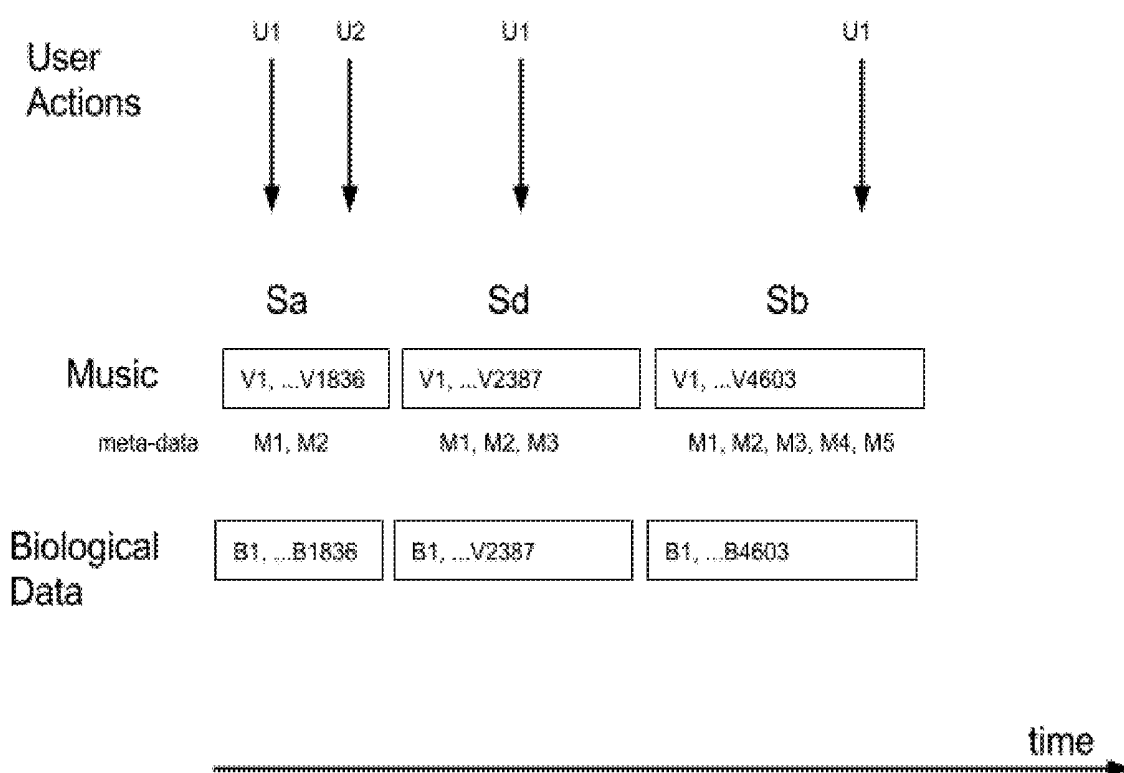 U1 U2 U1 U1
User
Actions
Sa Sd Sb
Music
V1, ...V1836 V1, ...V2387 V1, ...V4603
meta-data M1, M2 M1, M2, M3 M1, M2, M3, M4, M5
Biological
Data
B1, ...B1836 B1, ...V2387 B1, ...B4603
time